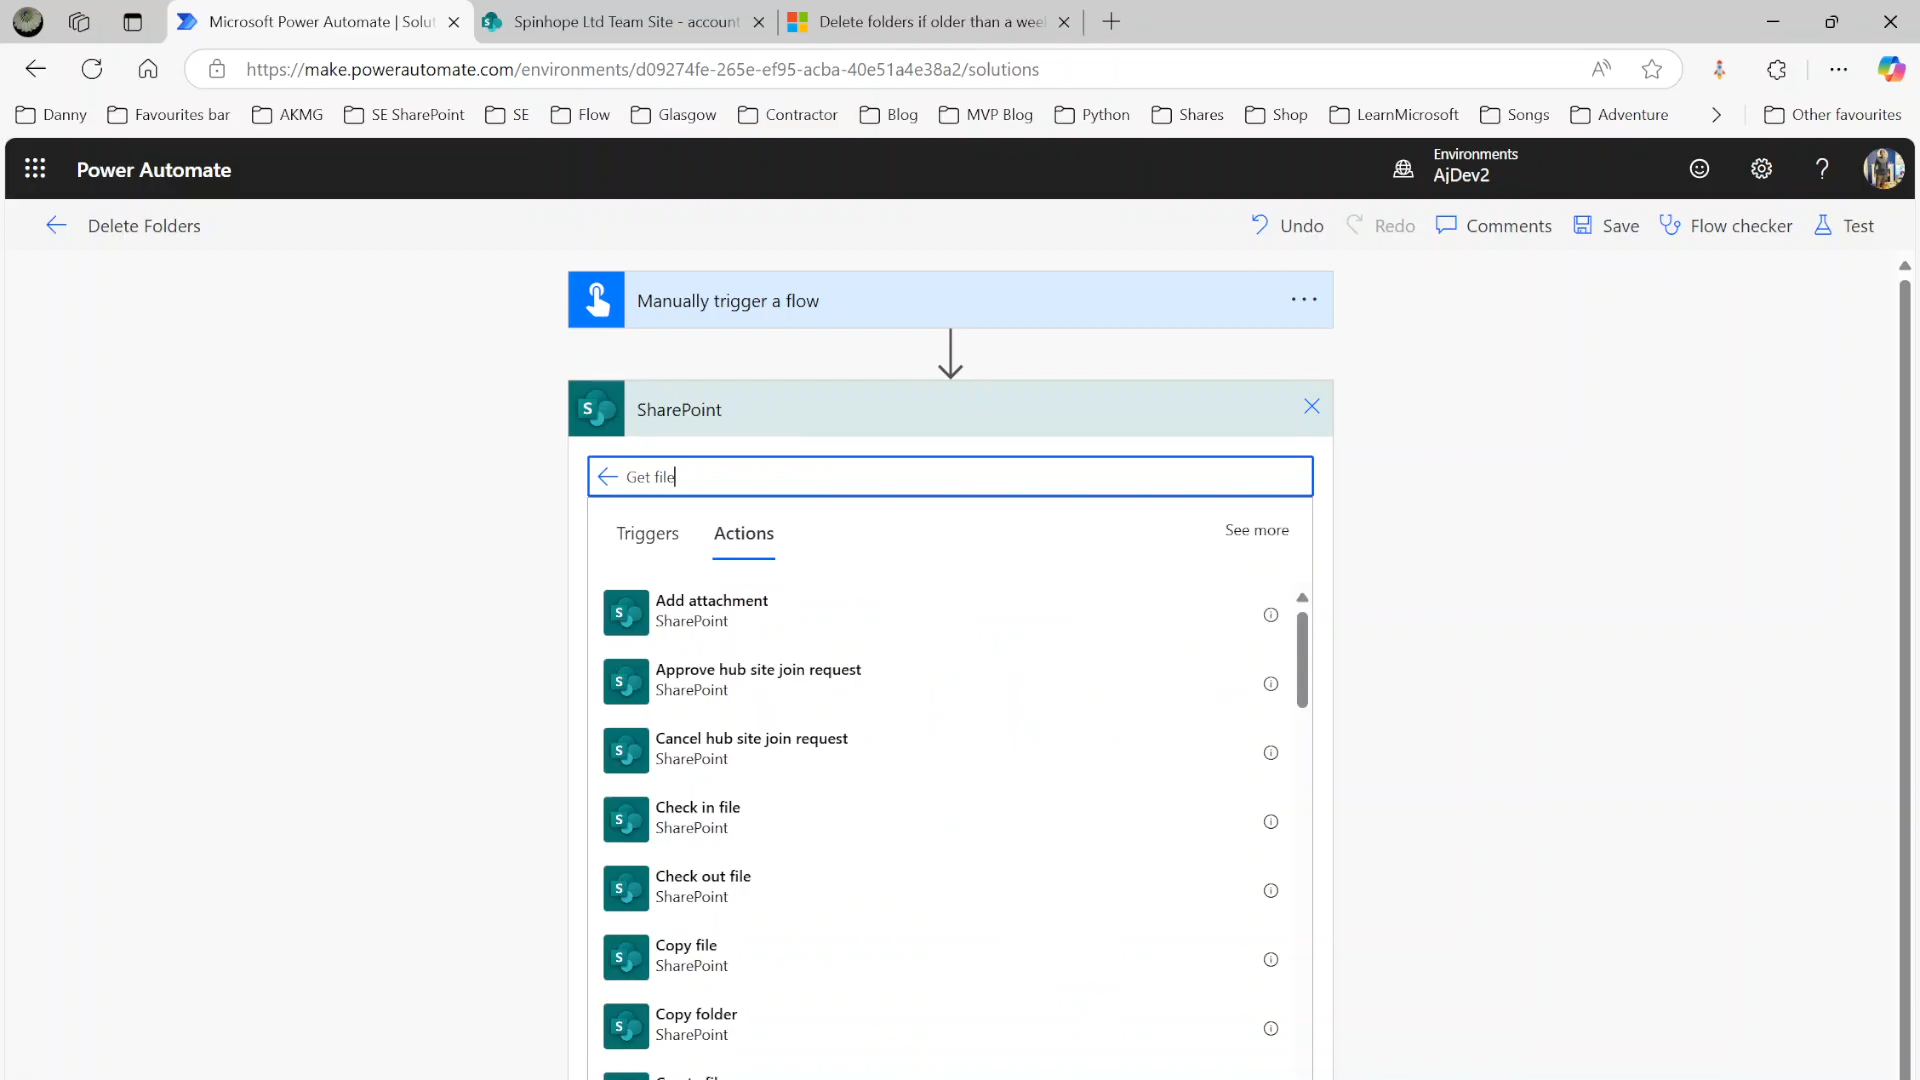 Microsoft Power Automate | Solut
Spinhope Ltd Team Site - account
Delete folders if older than a wee
https://make.powerautomate.com/environments/d09274fe-265e-ef95-acba-40e51a4e38a2/solutions
Danny
Favourites bar
AKMG
SE SharePoint
SE
Flow
Glasgow
Contractor
Blog
MVP Blog
Python
Shares
Shop
LearnMicrosoft
Songs
Adventure
Other favourites
Power Automate
Environments
AjDev2
Delete Folders
Undo
Redo
Comments
Save
Flow checker
Test
Manually trigger a flow
SharePoint
Get file
Triggers
Actions
See more
Add attachment
SharePoint
Approve hub site join request
SharePoint
Cancel hub site join request
SharePoint
Check in file
SharePoint
Check out file
SharePoint
Copy file
SharePoint
Copy folder
SharePoint